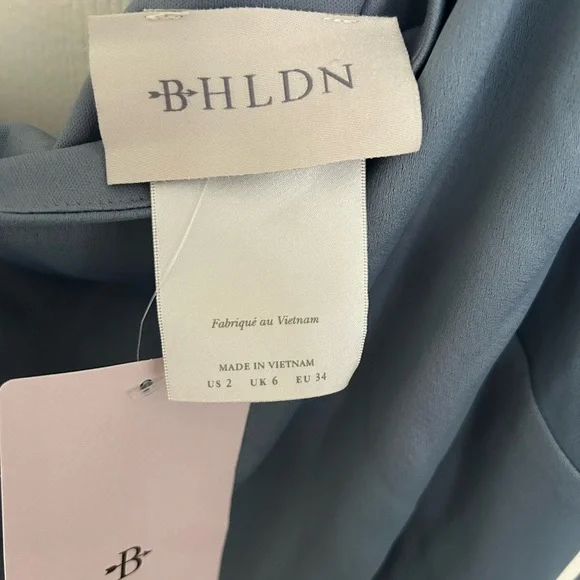 BHLDN
Fabriqué au Vietnam
MADE IN VIETNAM
US 2 UK 6 EU 34
B